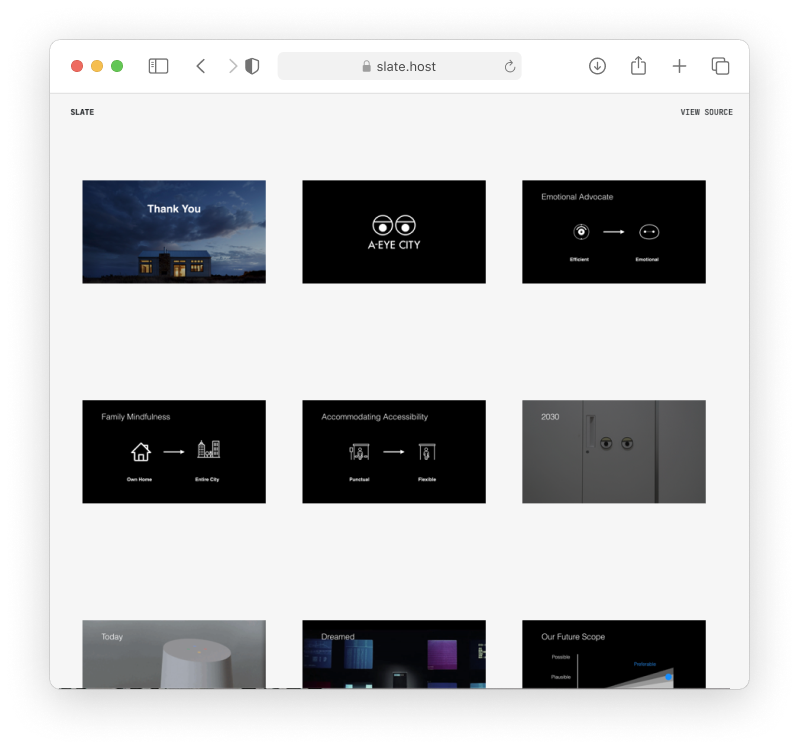 slate.host
SLATE
VIEW SOURCE
Thank You
A-EYE CITY
Emotional Advocate
Efficient
Emotional
Family Mindfulness
Own Home
Entire City
Accommodating Accessibility
Punctual
Flexible
2030
Today
Dreamed
Our Future Scope
Possible
Plausible
Preferable